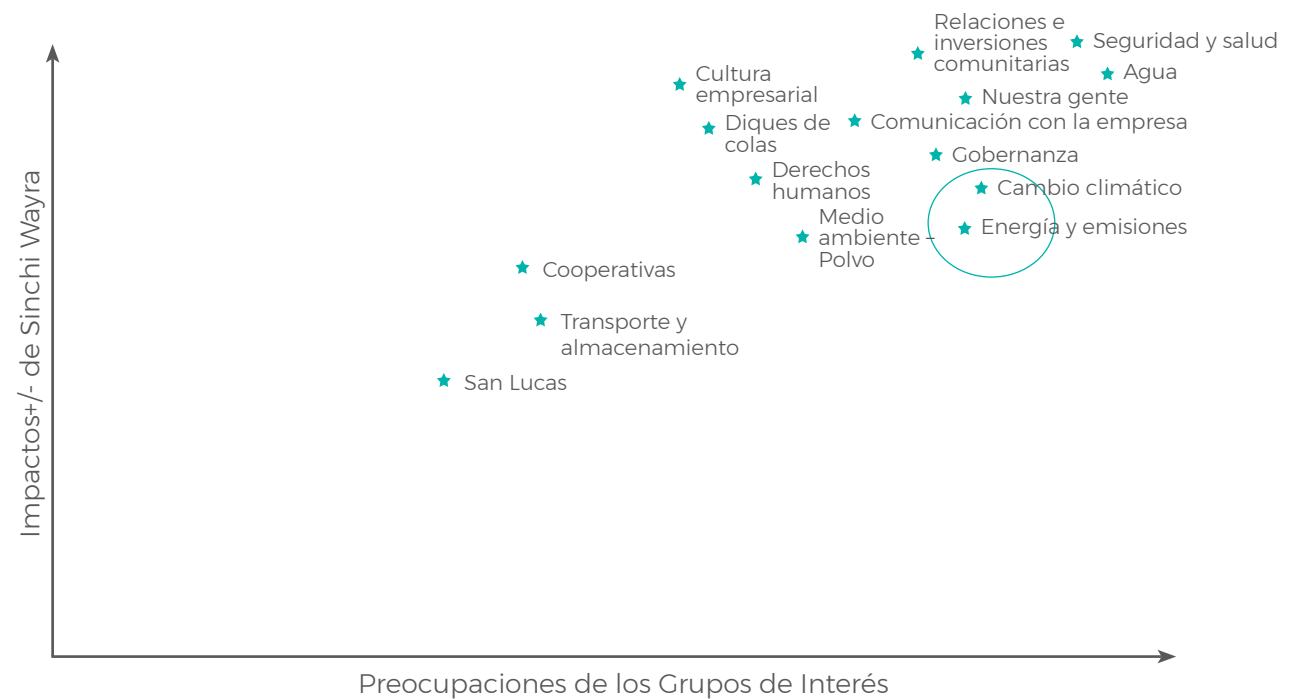 Relaciones e
inversiones
comunitarias
Seguridad y salud
Agua
Cultura
empresarial
Nuestra gente
Diques de
colas
Comunicación con la empresa
Gobernanza
Derechos
humanos
Cambio climático
Medio
ambiente –
Polvo
Energía y emisiones
Cooperativas
Transporte y
almacenamiento
San Lucas
Impactos+/- de Sinchi Wayra
Preocupaciones de los Grupos de Interés